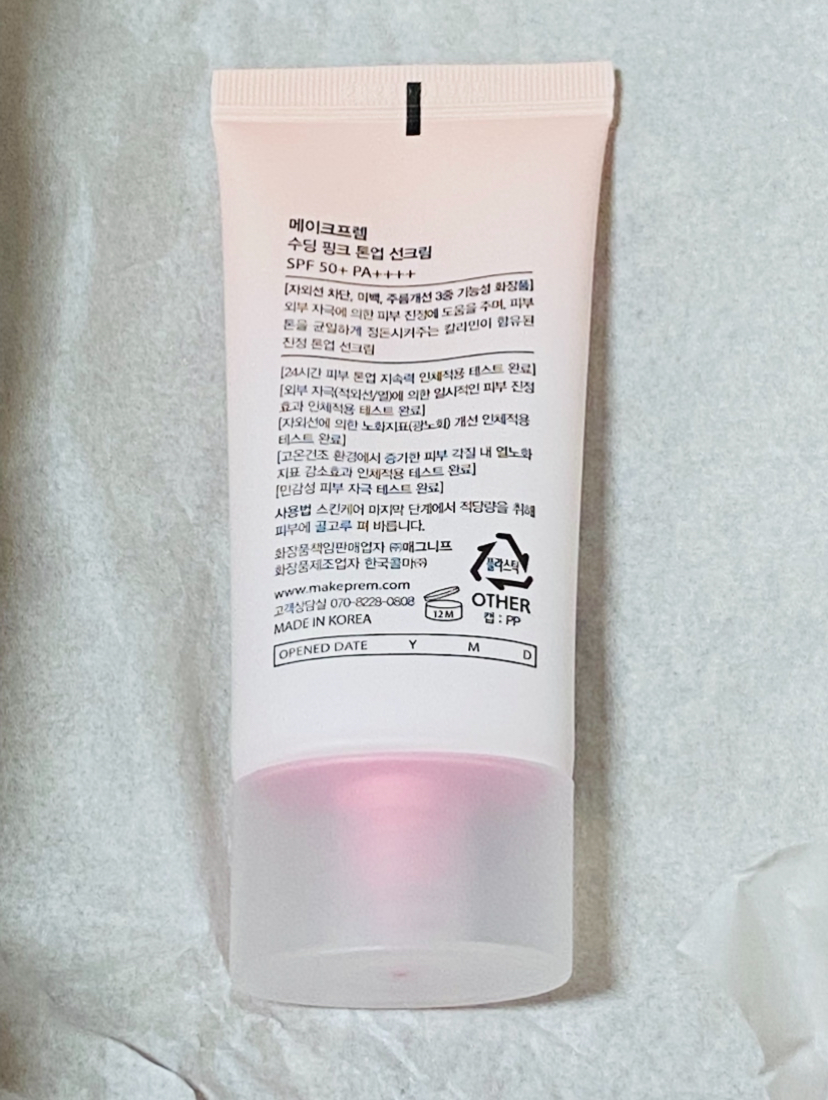 메이크프렘
수딩 핑크 톤업 선크림
SPF 50+ PA++++
[자외선 차단, 미백, 주름개선 3중 기능성 화장품]
외부 자극에 의한 피부 진정에 도움을 주며, 피부
톤을 균일하게 정돈시켜주는 칼라민이 함유된
진정 톤업 선크림
[24시간 피부 톤업 지속력 인체적용 테스트 완료]
[외부 자극(적외선/열)에 의한 일시적인 피부 진정
효과 인체적용 테스트 완료]
[자외선에 의한 노화지표(광노화) 개선 인체적용
테스트 완료]
[고온건조 환경에서 증가한 피부 각질 내 열노화
지표 감소효과 인체적용 테스트 완료]
[민감성 피부 자극 테스트 완료]
사용법 스킨케어 마지막 단계에서 적당량을 취해
피부에 골고루 펴 바릅니다.
화장품책임판매업자 ㈜매그니프
화장품제조업자 한국콜마㈜
www.makeprem.com
고객상담실 070-8228-0808
MADE IN KOREA
12M
플라스틱
OTHER
캡 : PP
OPENED DATE Y M D